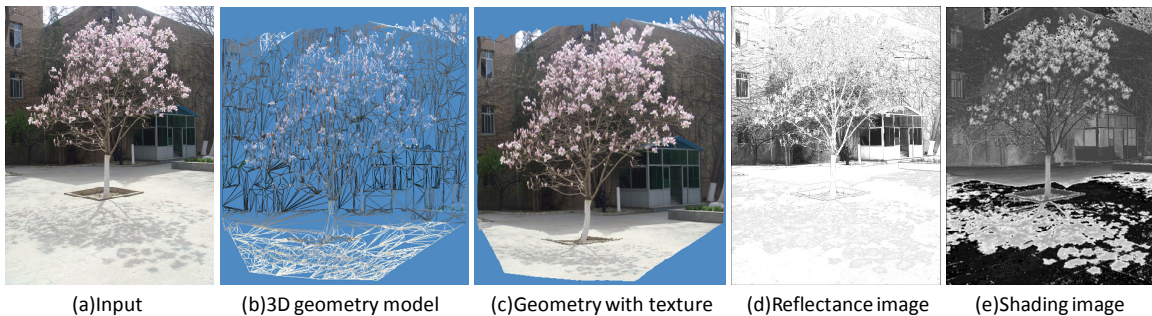 (a)Input
(b)3D geometry model
(c)Geometry with texture
(d)Reflectance image
(e)Shading image